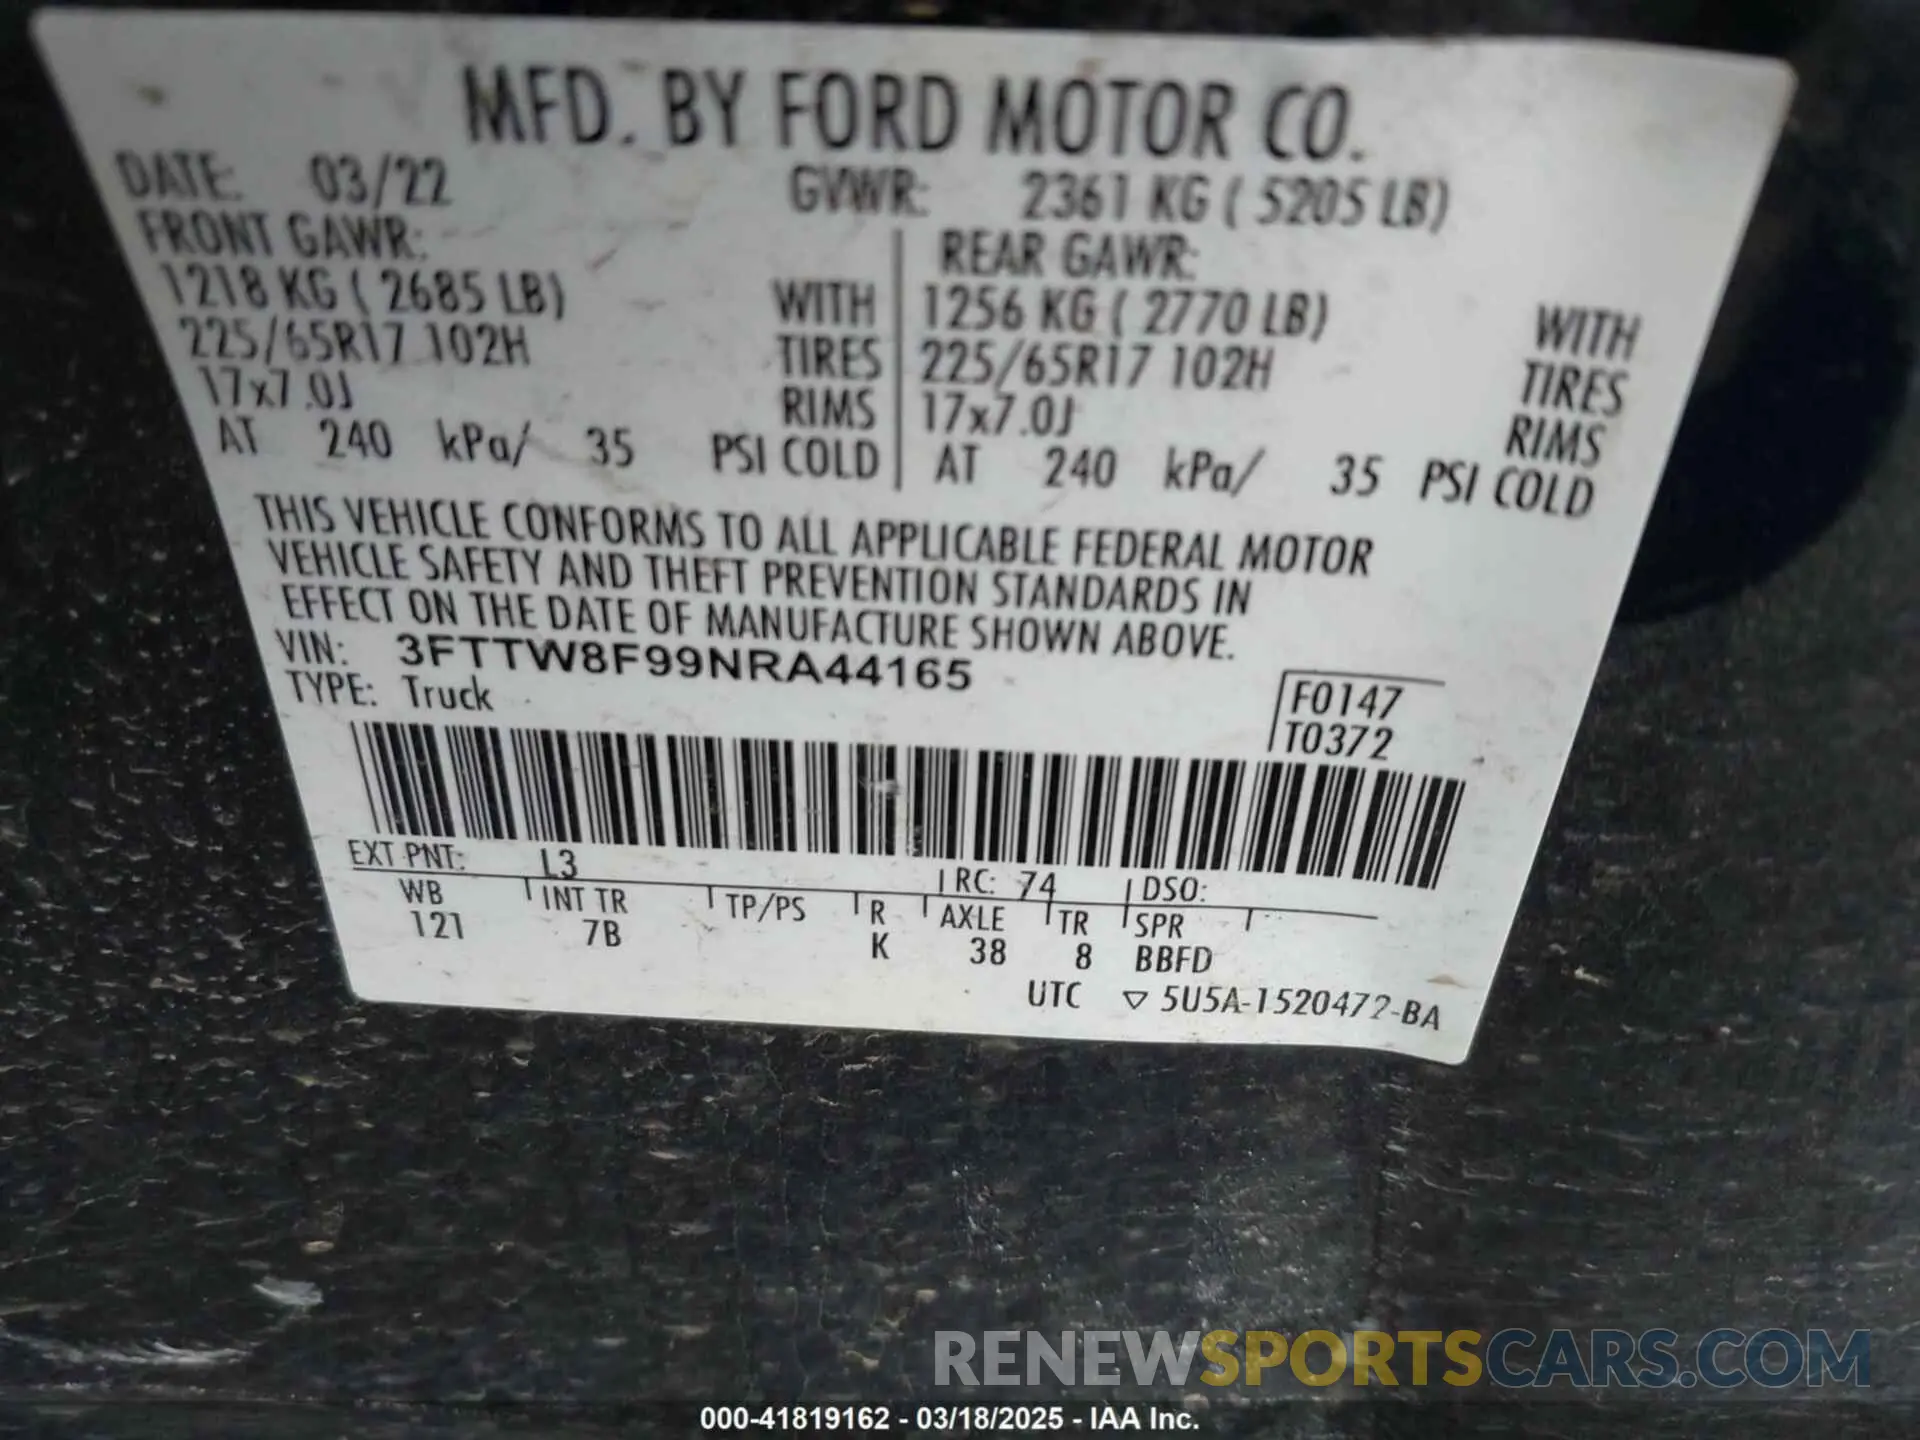 MFD. BY FORD MOTOR CO.
DATE: 03/22 GVWR: 2361 KG ( 5205 LB)
FRONT GAWR: REAR GAWR:
1218 KG ( 2685 LB) WITH 1256 KG ( 2770 LB) WITH
225/65R17 102H TIRES 225/65R17 102H TIRES
17x7.0J RIMS 17x7.0J RIMS
AT 240 kPa/ 35 PSI COLD AT 240 kPa/ 35 PSI COLD
THIS VEHICLE CONFORMS TO ALL APPLICABLE FEDERAL MOTOR
VEHICLE SAFETY AND THEFT PREVENTION STANDARDS IN
EFFECT ON THE DATE OF MANUFACTURE SHOWN ABOVE.
VIN: 3FTTW8F99NRA44165
TYPE: Truck F0147
T0372
EXT PNT: L3 RC: 74 DSO:
WB INT TR TP/PS R AXLE TR SPR
121 7B K 38 8 BBFD
UTC ▽ 5U5A-1520472-BA
RENEWSPORTSCARS.COM
000-41819162 - 03/18/2025 - IAA Inc.